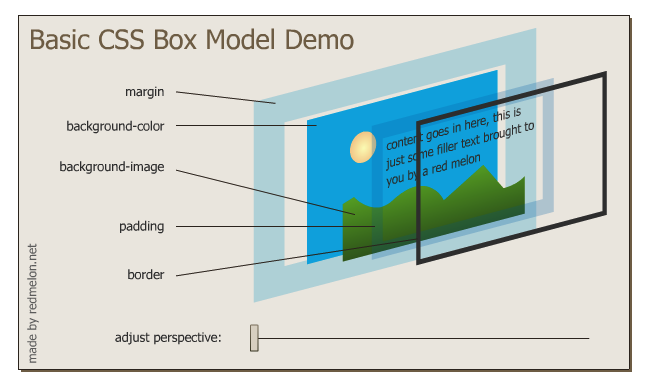 Basic CSS Box Model Demo
margin
background-color
background-image
padding
border
content goes in here, this is
just some filler text brought to
you by a red melon
adjust perspective:
made by redmelon.net